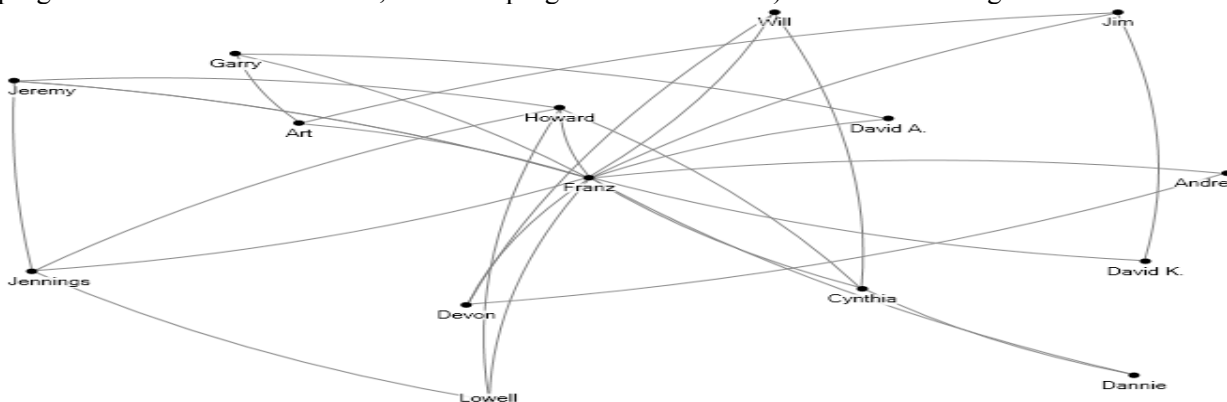 Will
Jim
Garry
Jeremy
Howard
Art
David A.
Franz
Andre
David K.
Jennings
Cynthia
Devon
Dannie
Lowell